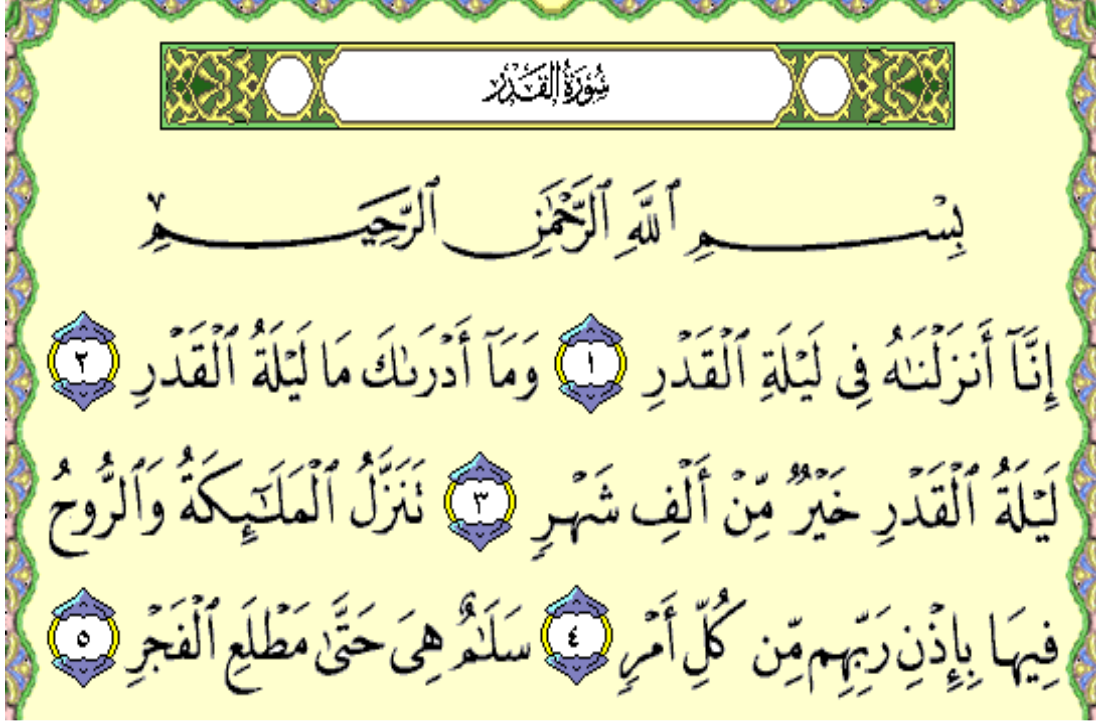 سُورَةُ القَدْرِ
بِسْمِ ٱللَّهِ ٱلرَّحْمَٰنِ ٱلرَّحِيمِ
إِنَّآ أَنزَلْنَٰهُ فِى لَيْلَةِ ٱلْقَدْرِ ١ وَمَآ أَدْرَىٰكَ مَا لَيْلَةُ ٱلْقَدْرِ ٢
لَيْلَةُ ٱلْقَدْرِ خَيْرٌ مِّنْ أَلْفِ شَهْرٍ ٣ تَنَزَّلُ ٱلْمَلَٰٓئِكَةُ وَٱلرُّوحُ
فِيهَا بِإِذْنِ رَبِّهِم مِّن كُلِّ أَمْرٍ ٤ سَلَٰمٌ هِىَ حَتَّىٰ مَطْلَعِ ٱلْفَجْرِ ٥